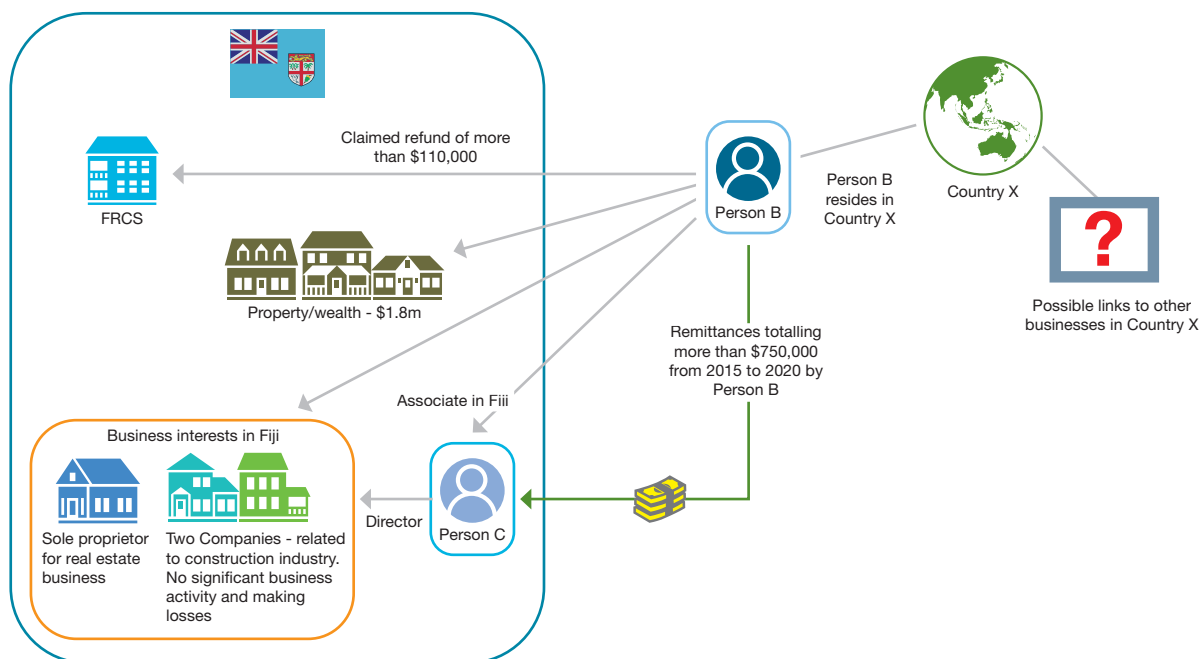 Claimed refund of more
than $110,000
FRCS
Property/wealth - $1.8m
Person B
Person B
resides in
Country X
Country X
?
Possible links to other
businesses in Country X
Remittances totalling
more than $750,000
from 2015 to 2020 by
Person B
Associate in Fiii
Business interests in Fiji
Sole proprietor
for real estate
business
Two Companies - related
to construction industry.
No significant business
activity and making
losses
Director
Person C